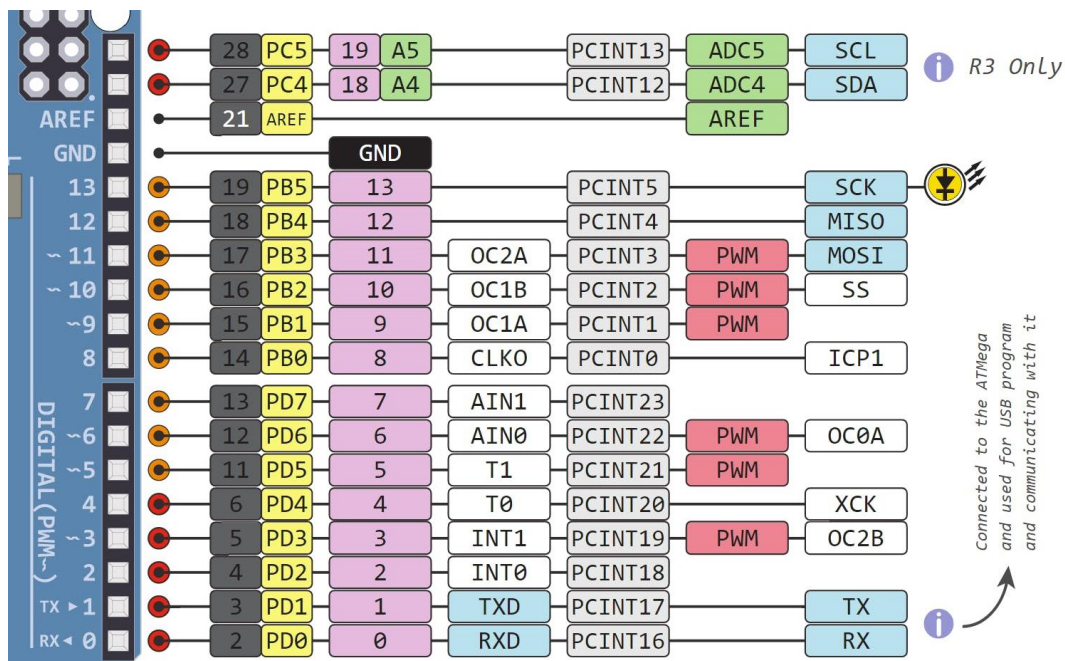 28 PC5 19 A5 PCINT13 ADC5 SCL
R3 Only
27 PC4 18 A4 PCINT12 ADC4 SDA
AREF 21 AREF AREF
GND GND
13 19 PB5 13 PCINT5 SCK
12 18 PB4 12 PCINT4 MISO
~11 17 PB3 11 OC2A PCINT3 PWM MOSI
~10 16 PB2 10 OC1B PCINT2 PWM SS
~9 15 PB1 9 OC1A PCINT1 PWM
8 14 PB0 8 CLKO PCINT0 ICP1
7 13 PD7 7 AIN1 PCINT23
~6 12 PD6 6 AIN0 PCINT22 PWM OC0A
~5 11 PD5 5 T1 PCINT21 PWM
4 6 PD4 4 T0 PCINT20 XCK
~3 5 PD3 3 INT1 PCINT19 PWM OC2B
2 4 PD2 2 INT0 PCINT18
TX ▸ 1 3 PD1 1 TXD PCINT17 TX
RX ◂ 0 2 PD0 0 RXD PCINT16 RX
DIGITAL(PWM~)
i
i
Connected to the ATMega
and used for USB program
and communicating with it